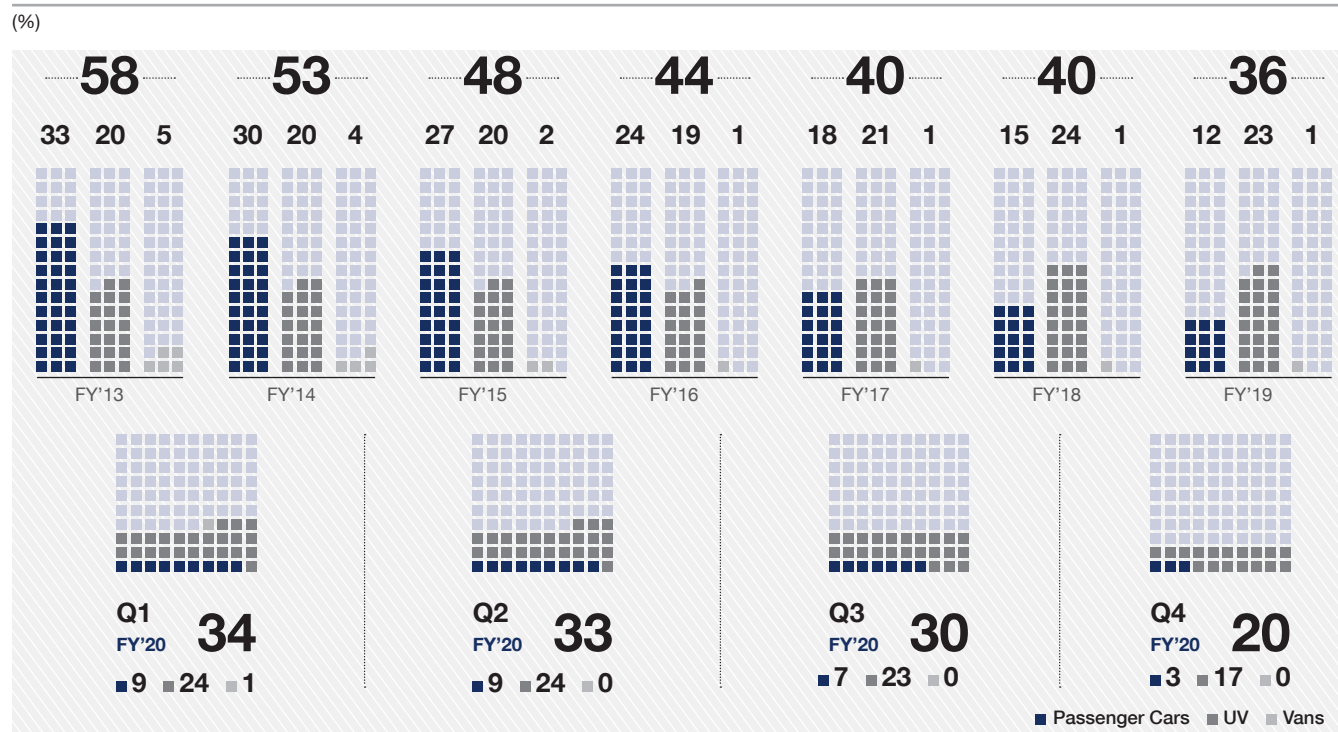 (%)
58 53 48 44 40 40 36
33 20 5 30 20 4 27 20 2 24 19 1 18 21 1 15 24 1 12 23 1
FY'13 FY'14 FY'15 FY'16 FY'17 FY'18 FY'19
Q1
FY'20
34
9 24 1
Q2
FY'20
33
9 24 0
Q3
FY'20
30
7 23 0
Q4
FY'20
20
3 17 0
Passenger Cars UV Vans